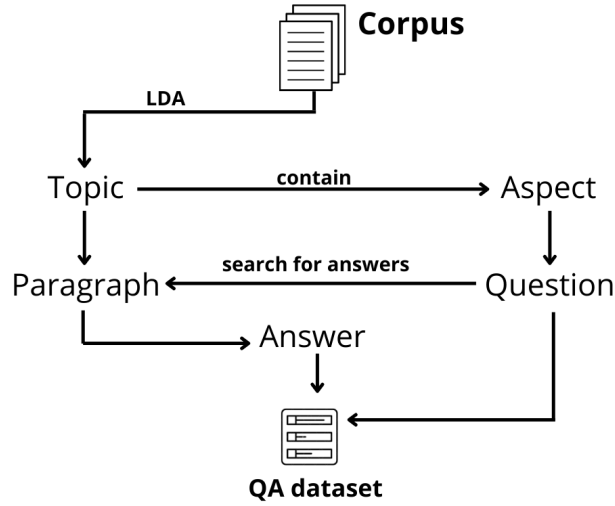 Corpus
LDA
Topic
contain
Aspect
search for answers
Paragraph
Question
Answer
QA dataset